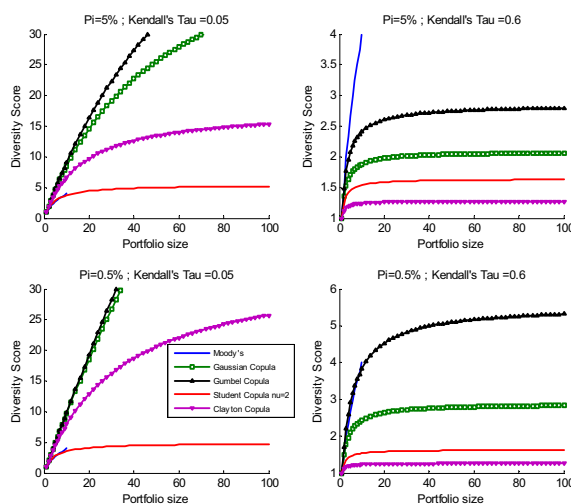 Pi=5% ; Kendall's Tau =0.05
30
25
20
15
10
5
0
Diversity Score
0 20 40 60 80 100
Portfolio size
Pi=5% ; Kendall's Tau =0.6
4
3.5
3
2.5
2
1.5
1
Diversity Score
0 20 40 60 80 100
Portfolio size
Pi=0.5% ; Kendall's Tau =0.05
30
25
20
15
10
5
0
Diversity Score
Moody's
Gaussian Copula
Gumbel Copula
Student Copula nu=2
Clayton Copula
0 20 40 60 80 100
Portfolio size
Pi=0.5% ; Kendall's Tau =0.6
6
5
4
3
2
1
Diversity Score
0 20 40 60 80 100
Portfolio size